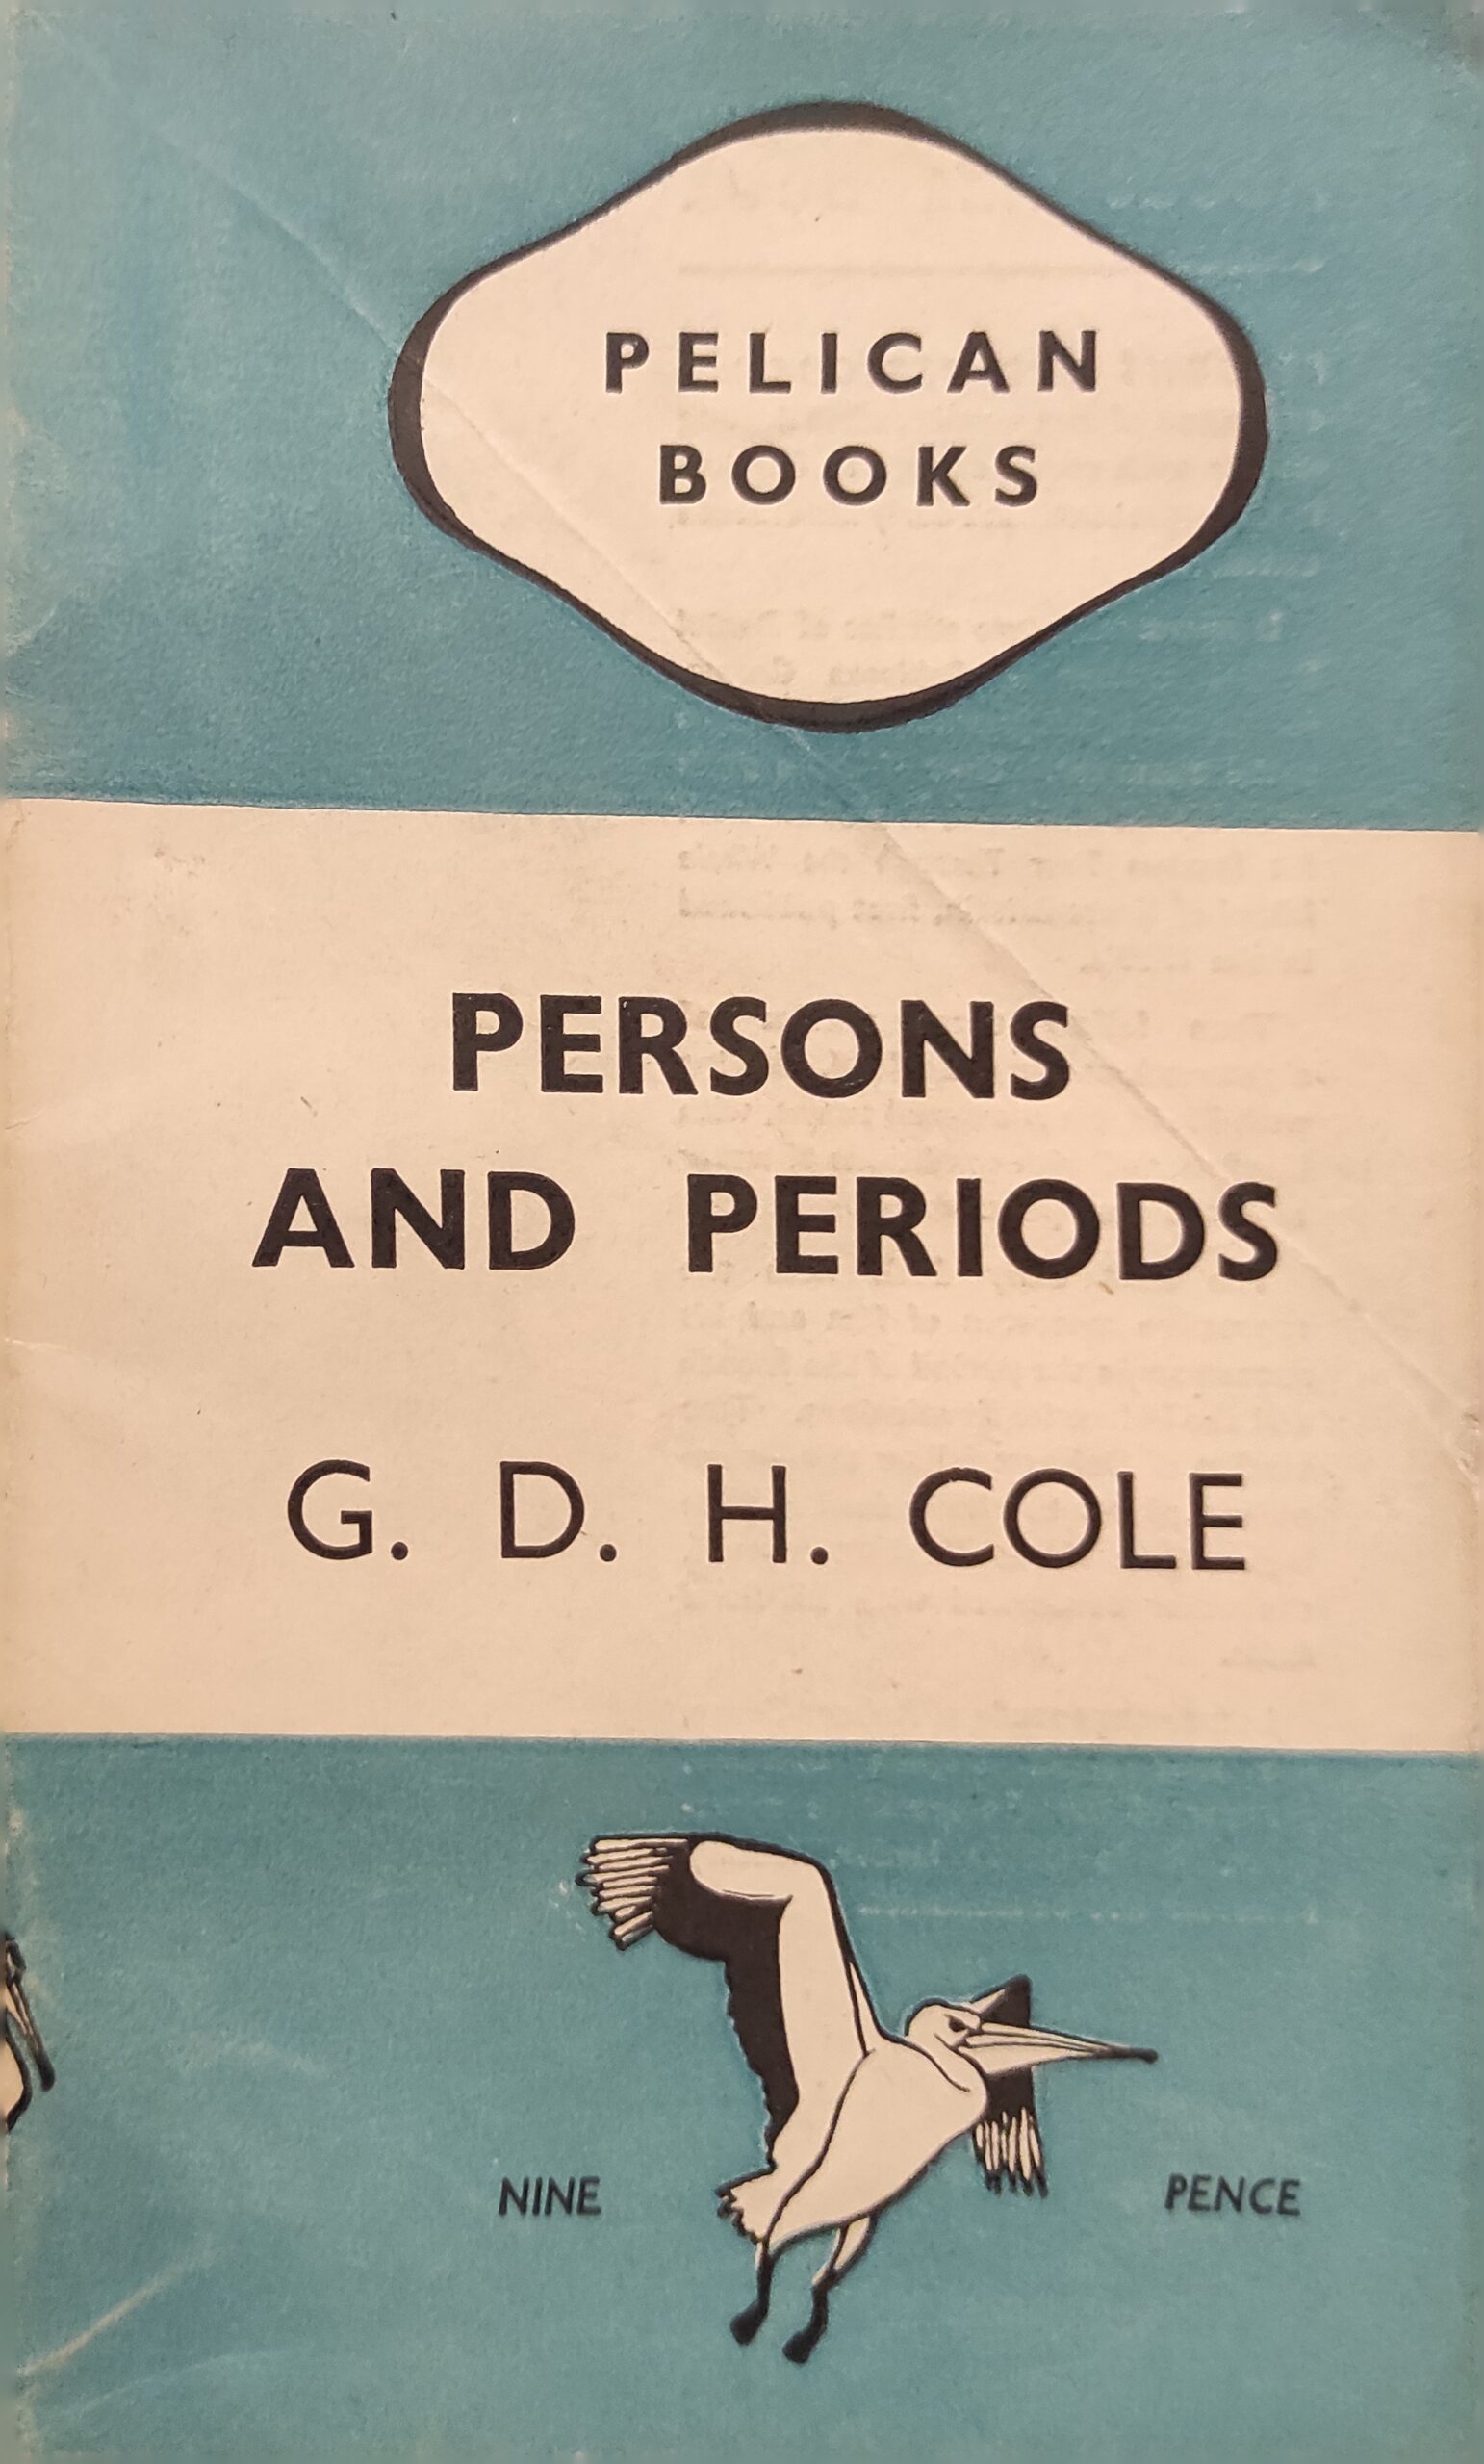 PELICAN
BOOKS
PERSONS
AND PERIODS
G. D. H. COLE
NINE PENCE